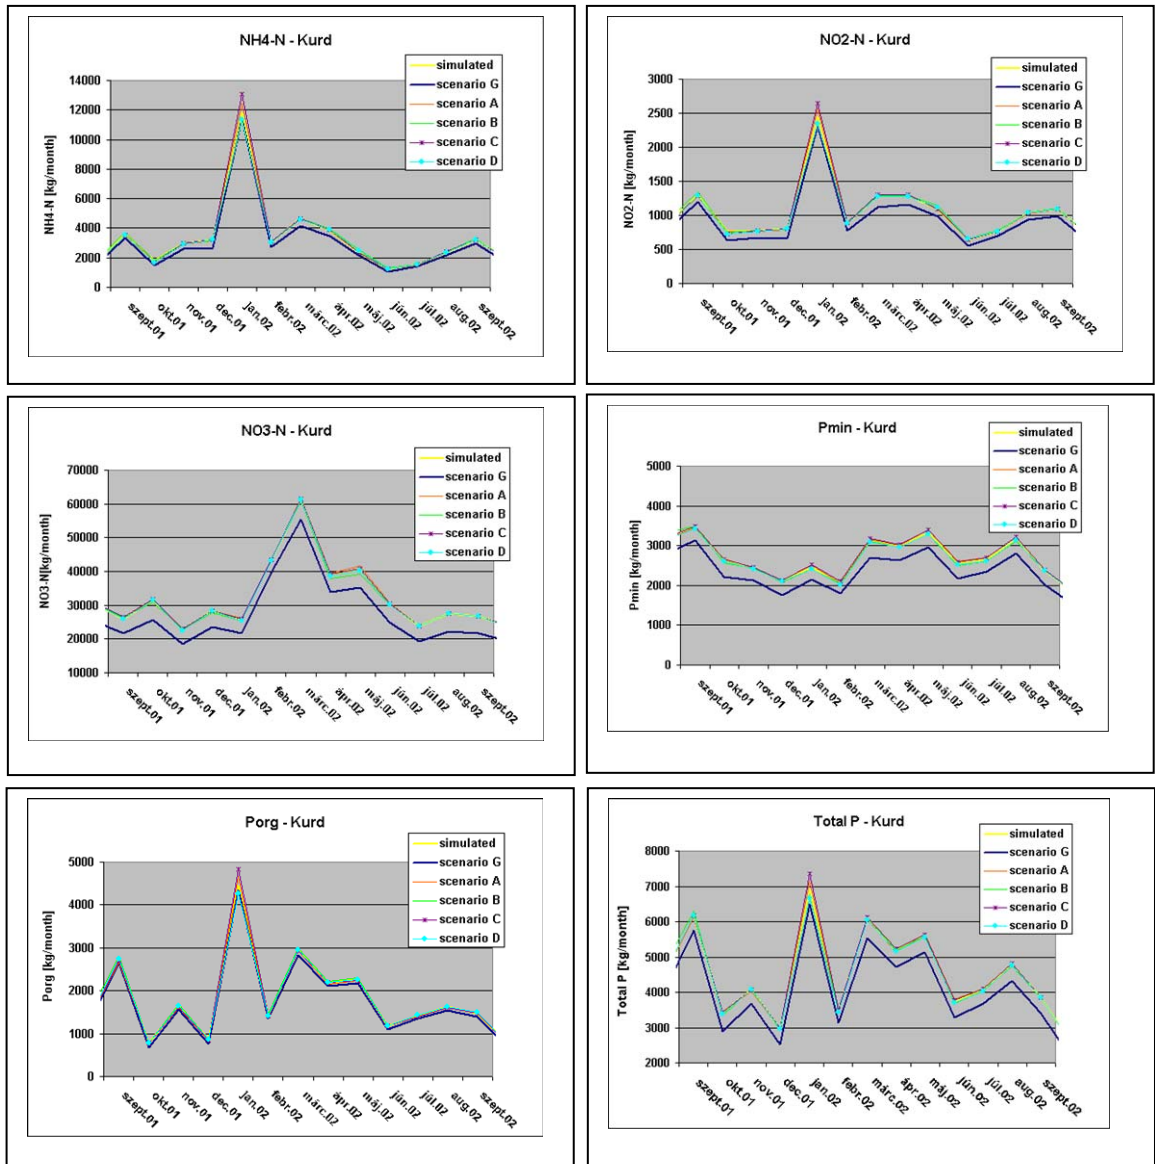 NH4-N - Kurd
simulated
scenario G
scenario A
scenario B
scenario C
scenario D
NH4-N [kg/month]
14000
12000
10000
8000
6000
4000
2000
0
szept.01
okt.01
nov.01
dec.01
jan.02
febr.02
márc.02
ápr.02
máj.02
jún.02
júl.02
aug.02
szept.02
NO2-N - Kurd
simulated
scenario G
scenario A
scenario B
scenario C
scenario D
NO2-N [kg/month]
3000
2500
2000
1500
1000
500
0
szept.01
okt.01
nov.01
dec.01
jan.02
febr.02
márc.02
ápr.02
máj.02
jún.02
júl.02
aug.02
szept.02
NO3-N - Kurd
simulated
scenario G
scenario A
scenario B
scenario C
scenario D
NO3-N[kg/month]
70000
60000
50000
40000
30000
20000
10000
szept.01
okt.01
nov.01
dec.01
jan.02
febr.02
márc.02
ápr.02
máj.02
jún.02
júl.02
aug.02
szept.02
Pmin - Kurd
simulated
scenario G
scenario A
scenario B
scenario C
scenario D
Pmin [kg/month]
5000
4000
3000
2000
1000
0
szept.01
okt.01
nov.01
dec.01
jan.02
febr.02
márc.02
ápr.02
máj.02
jún.02
júl.02
aug.02
szept.02
Porg - Kurd
simulated
scenario G
scenario A
scenario B
scenario C
scenario D
Porg [kg/month]
5000
4000
3000
2000
1000
0
szept.01
okt.01
nov.01
dec.01
jan.02
febr.02
márc.02
ápr.02
máj.02
jún.02
júl.02
aug.02
szept.02
Total P - Kurd
simulated
scenario G
scenario A
scenario B
scenario C
scenario D
Total P [kg/month]
8000
7000
6000
5000
4000
3000
2000
szept.01
okt.01
nov.01
dec.01
jan.02
febr.02
márc.02
ápr.02
máj.02
jún.02
júl.02
aug.02
szept.02